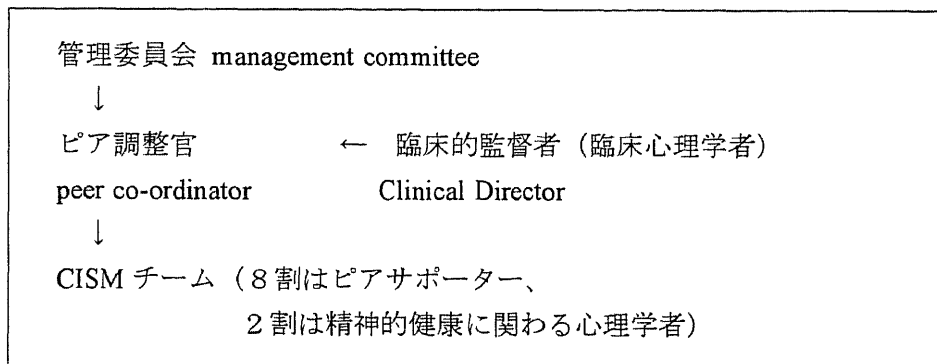 管理委員会 management committee
↓
ピア調整官 ← 臨床的監督者（臨床心理学者）
peer co-ordinator Clinical Director
↓
CISM チーム（８割はピアサポーター、
２割は精神的健康に関わる心理学者）